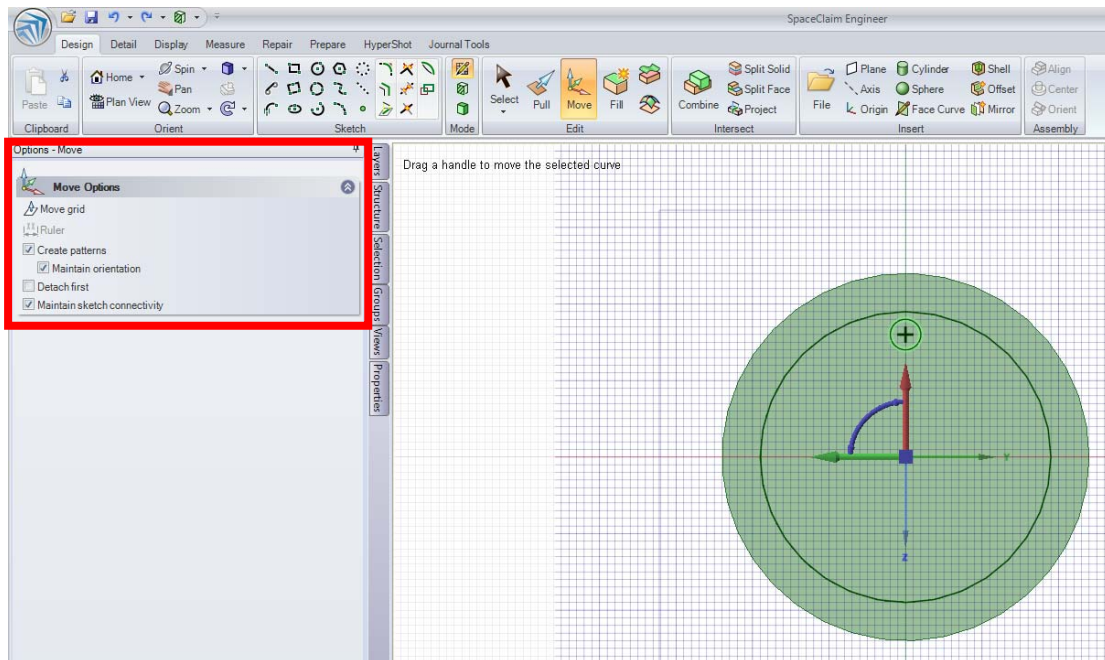 SpaceClaim Engineer
Design Detail Display Measure Repair Prepare HyperShot Journal Tools
Paste
Home
Plan View
Spin
Pan
Zoom
Select
Pull
Move
Fill
Combine
Split Solid
Split Face
Project
File
Plane
Axis
Origin
Cylinder
Sphere
Face Curve
Shell
Offset
Mirror
Align
Center
Orient
Clipboard Orient Sketch Mode Edit Intersect Insert Assembly
Options - Move
Move Options
Move grid
Ruler
Create patterns
Maintain orientation
Detach first
Maintain sketch connectivity
Layers
Structure
Selection
Groups
Views
Properties
Drag a handle to move the selected curve
Y
Z